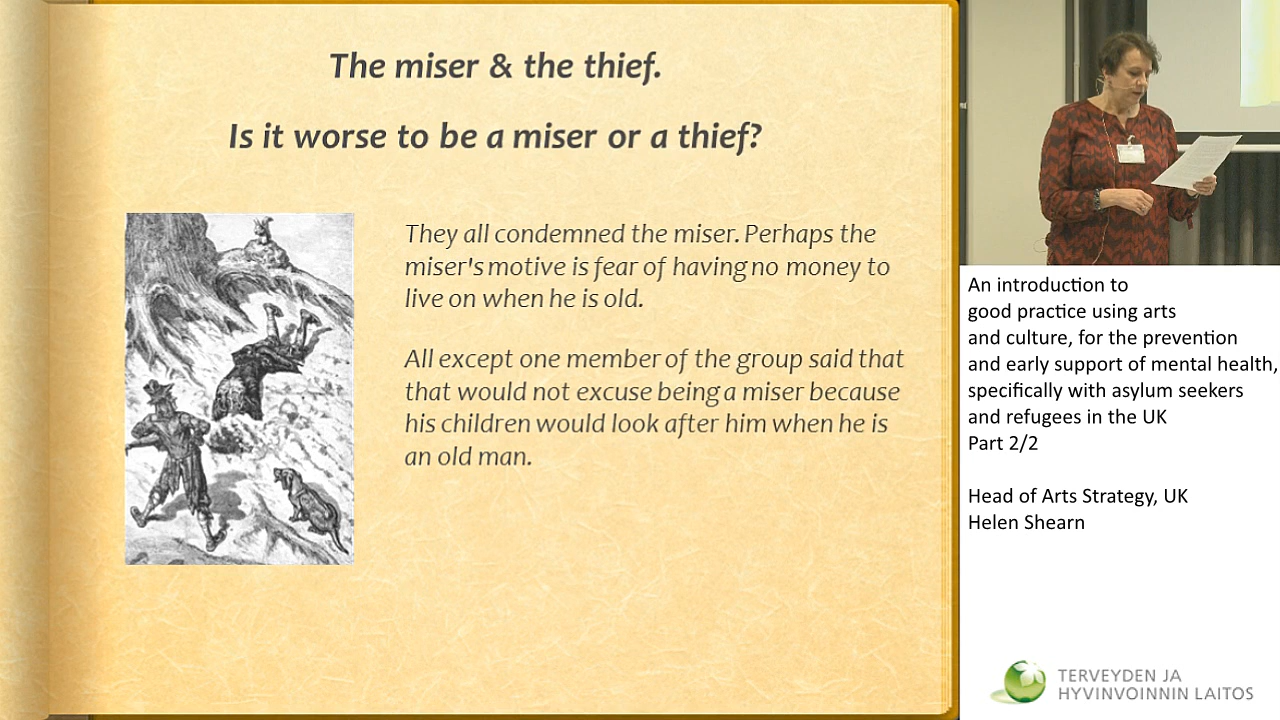 The miser & the thief.
Is it worse to be a miser or a thief?
They all condemned the miser. Perhaps the
miser's motive is fear of having no money to
live on when he is old.
All except one member of the group said that
that would not excuse being a miser because
his children would look after him when he is
an old man.
An introduction to
good practice using arts
and culture, for the prevention
and early support of mental health,
specifically with asylum seekers
and refugees in the UK
Part 2/2
Head of Arts Strategy, UK
Helen Shearn
TERVEYDEN JA
HYVINVOINNIN LAITOS